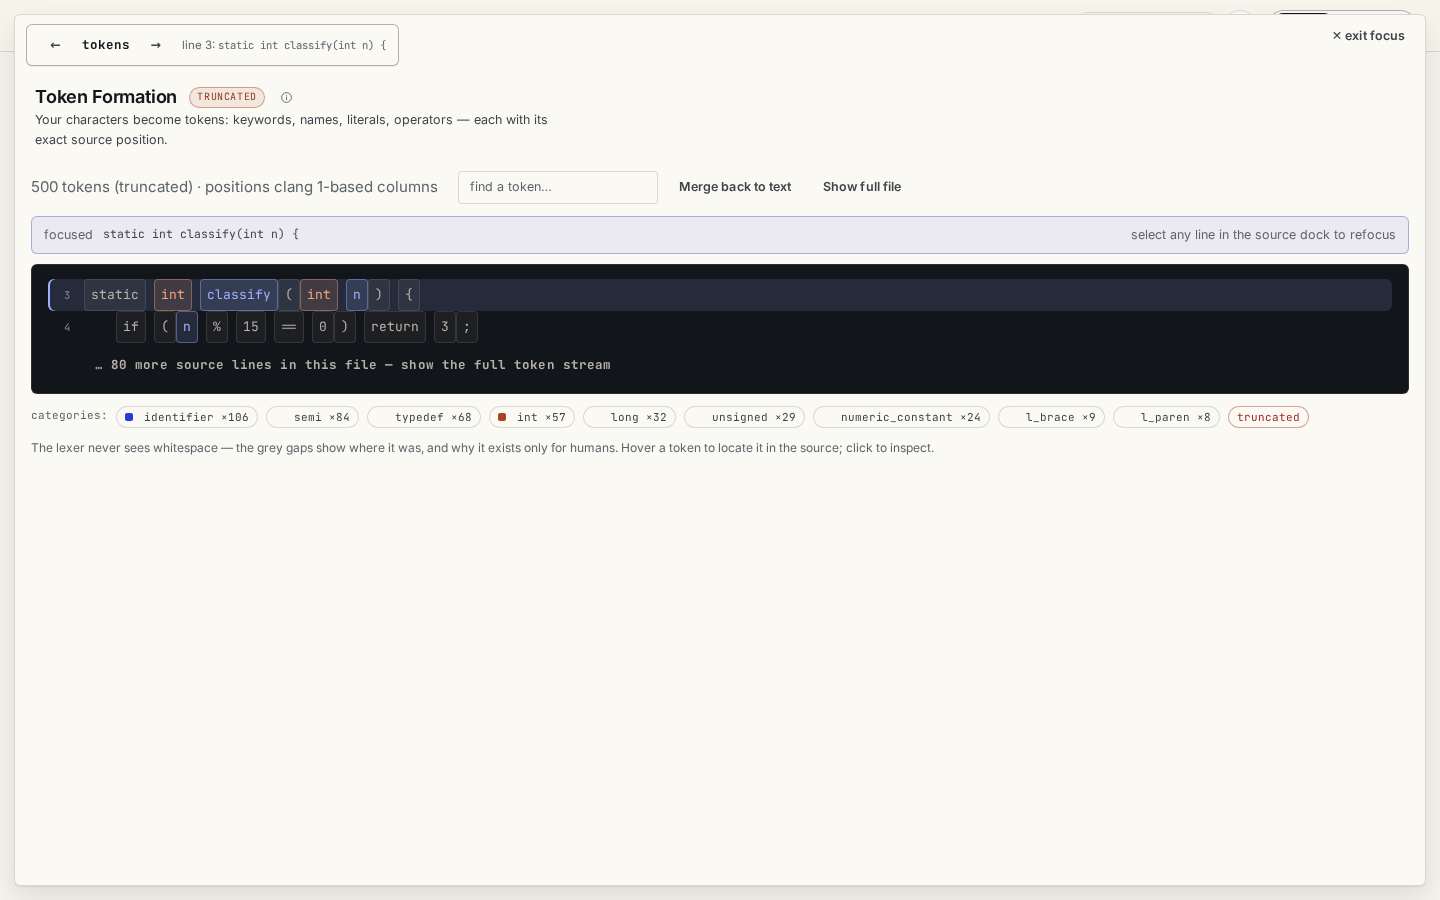 ← tokens → line 3: static int classify(int n) {
✕ exit focus
Token Formation TRUNCATED
Your characters become tokens: keywords, names, literals, operators — each with its
exact source position.
500 tokens (truncated) · positions clang 1-based columns
find a token…
Merge back to text
Show full file
focused static int classify(int n) {
select any line in the source dock to refocus
3 static int classify ( int n ) {
4 if ( n % 15 == 0 ) return 3 ;
… 80 more source lines in this file — show the full token stream
categories: identifier ×106 semi ×84 typedef ×68 int ×57 long ×32 unsigned ×29 numeric_constant ×24 l_brace ×9 l_paren ×8 truncated
The lexer never sees whitespace — the grey gaps show where it was, and why it exists only for humans. Hover a token to locate it in the source; click to inspect.